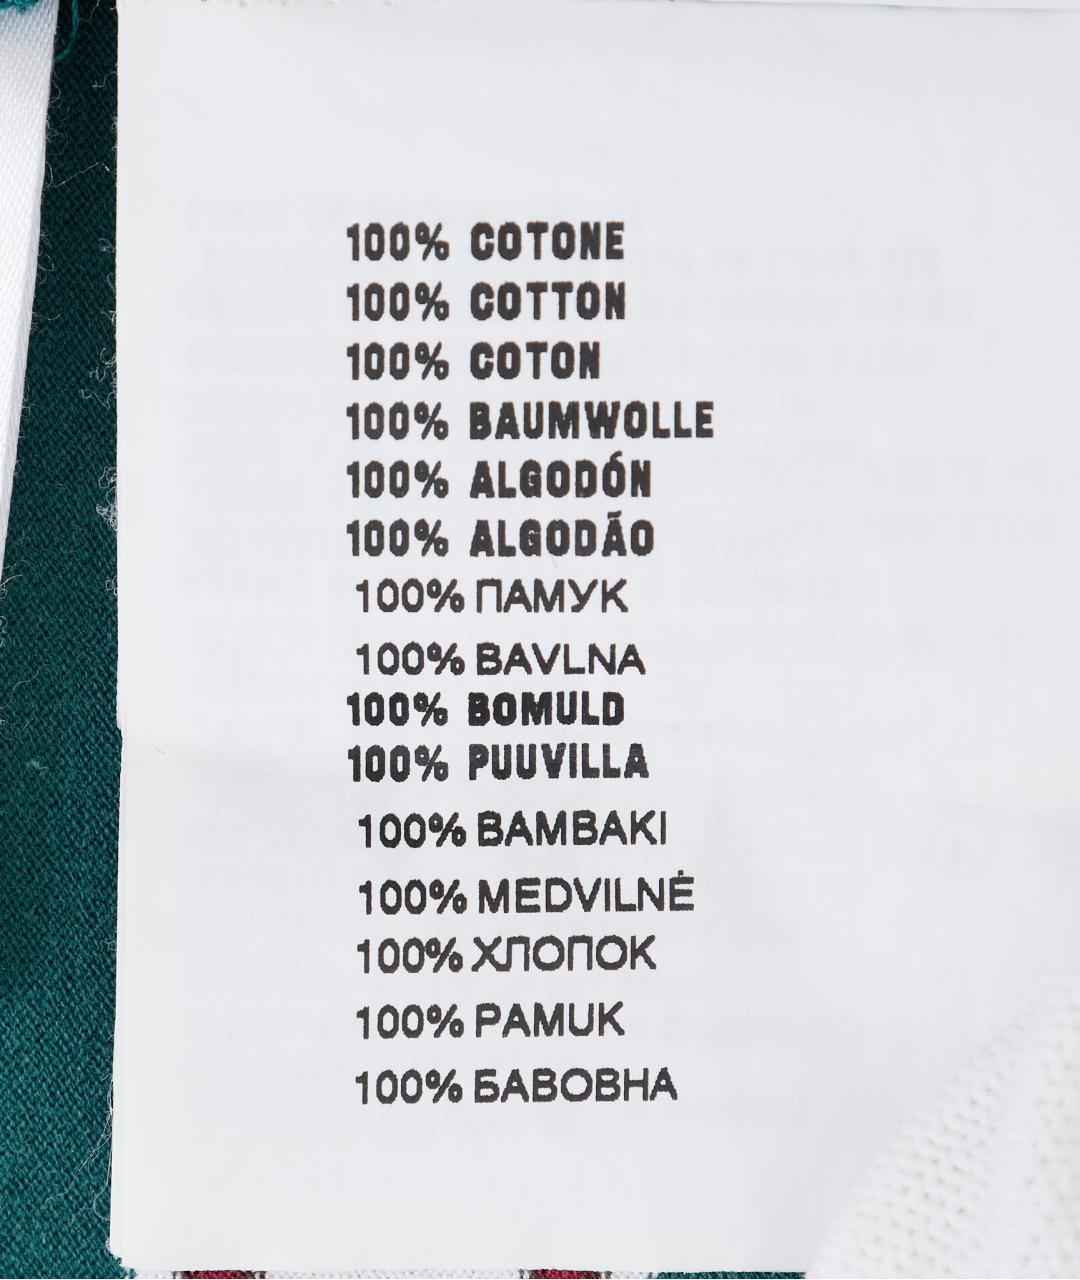 100% COTONE
100% COTTON
100% COTON
100% BAUMWOLLE
100% ALGODÓN
100% ALGODÃO
100% ПАМУК
100% BAVLNA
100% BOMULD
100% PUUVILLA
100% BAMBAKI
100% MEDVILNĖ
100% ХЛОПОК
100% PAMUK
100% БАВОВНА